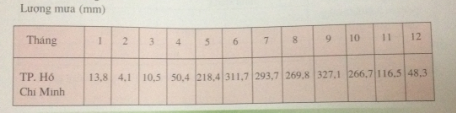 Lượng mưa (mm)
Tháng 1 2 3 4 5 6 7 8 9 10 11 12
TP. Hồ 13,8 4,1 10,5 50,4 218,4 311,7 293,7 269,8 327,1 266,7 116,5 48,3
Chí Minh